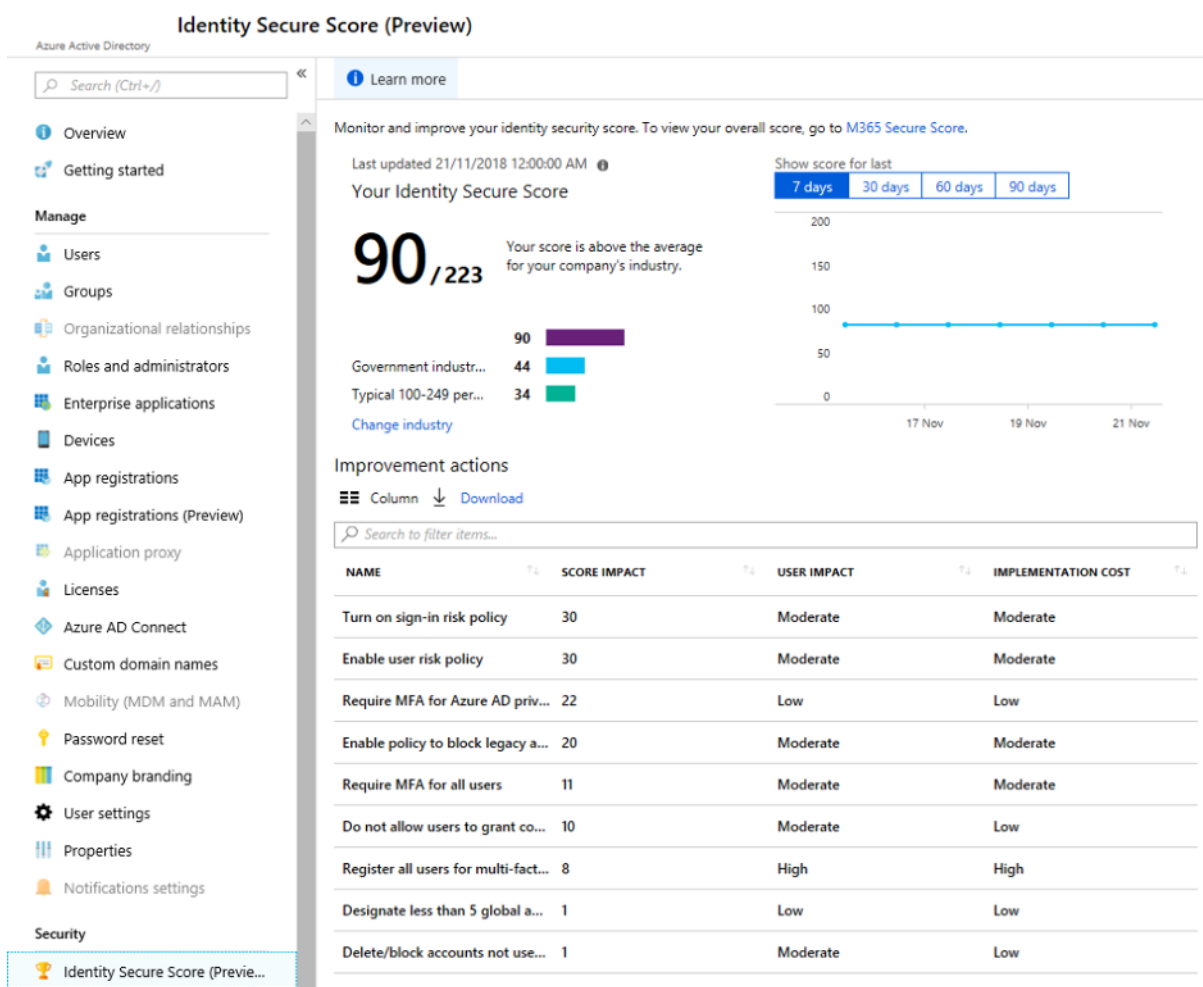 Identity Secure Score (Preview)
Azure Active Directory
Search (Ctrl+/)
«
Overview
Getting started
Manage
Users
Groups
Organizational relationships
Roles and administrators
Enterprise applications
Devices
App registrations
App registrations (Preview)
Application proxy
Licenses
Azure AD Connect
Custom domain names
Mobility (MDM and MAM)
Password reset
Company branding
User settings
Properties
Notifications settings
Security
Identity Secure Score (Previe...
Learn more
Monitor and improve your identity security score. To view your overall score, go to M365 Secure Score.
Last updated 21/11/2018 12:00:00 AM
Your Identity Secure Score
90/223
Your score is above the average
for your company's industry.
90
Government industr... 44
Typical 100-249 per... 34
Change industry
Show score for last
7 days 30 days 60 days 90 days
200
150
100
50
0
17 Nov 19 Nov 21 Nov
Improvement actions
Column Download
Search to filter items...
NAME SCORE IMPACT USER IMPACT IMPLEMENTATION COST
Turn on sign-in risk policy 30 Moderate Moderate
Enable user risk policy 30 Moderate Moderate
Require MFA for Azure AD priv... 22 Low Low
Enable policy to block legacy a... 20 Moderate Moderate
Require MFA for all users 11 Moderate Moderate
Do not allow users to grant co... 10 Moderate Low
Register all users for multi-fact... 8 High High
Designate less than 5 global a... 1 Low Low
Delete/block accounts not use... 1 Moderate Low